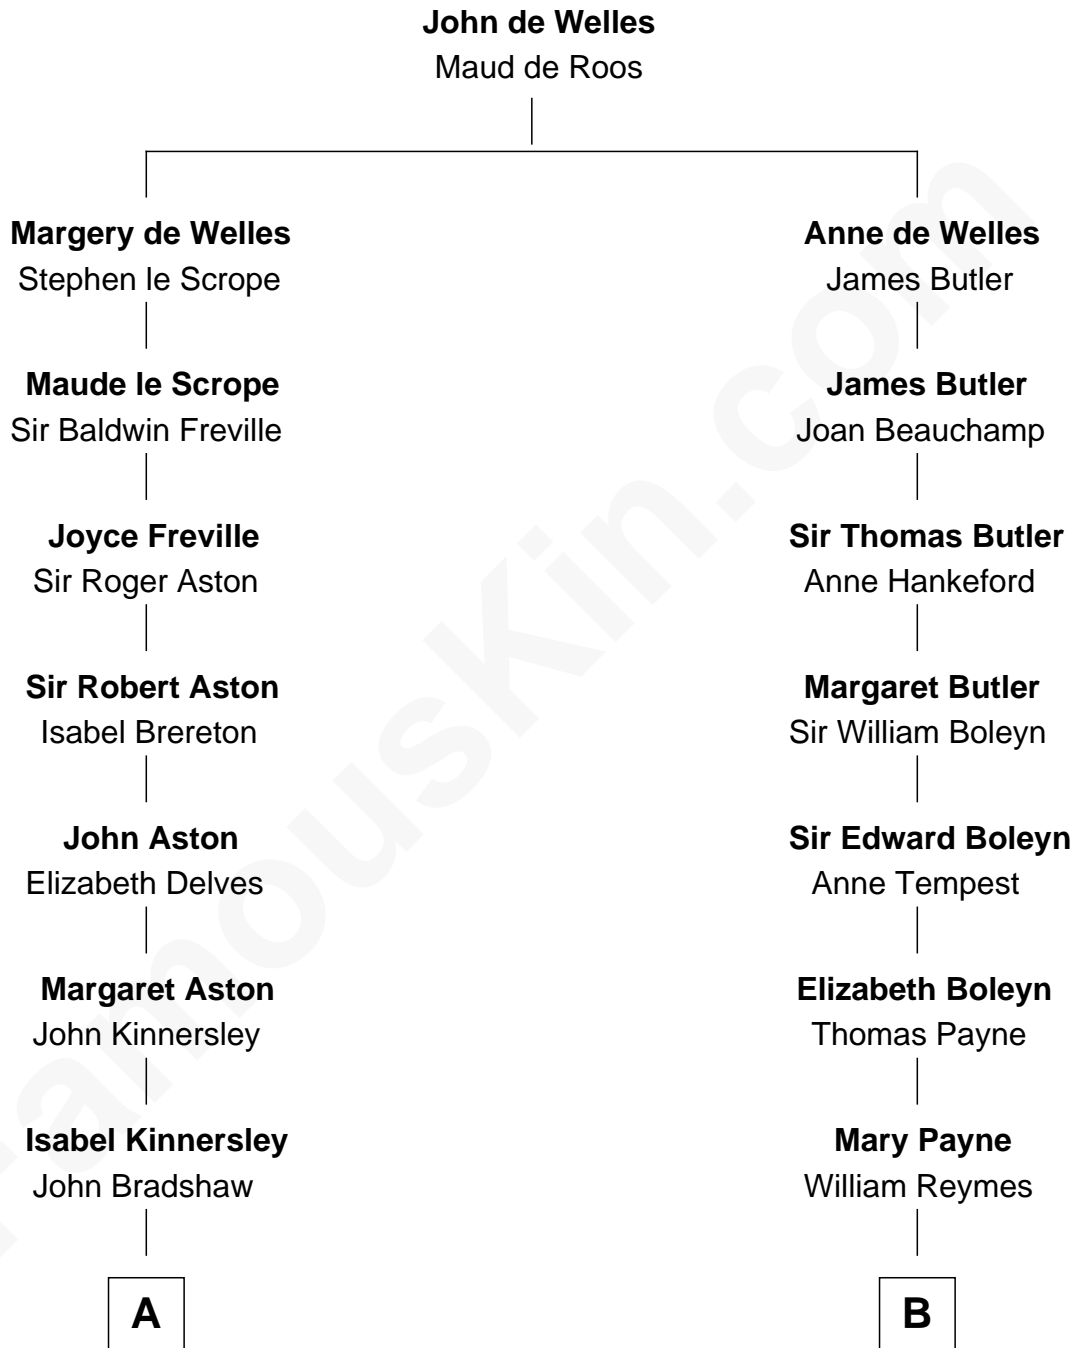 John de Welles
Maud de Roos
Margery de Welles
Stephen le Scrope
Anne de Welles
James Butler
Maude le Scrope
Sir Baldwin Freville
James Butler
Joan Beauchamp
Joyce Freville
Sir Roger Aston
Sir Thomas Butler
Anne Hankeford
Sir Robert Aston
Isabel Brereton
Margaret Butler
Sir William Boleyn
John Aston
Elizabeth Delves
Sir Edward Boleyn
Anne Tempest
Margaret Aston
John Kinnersley
Elizabeth Boleyn
Thomas Payne
Isabel Kinnersley
John Bradshaw
Mary Payne
William Reymes
A
B
FamousKin.com